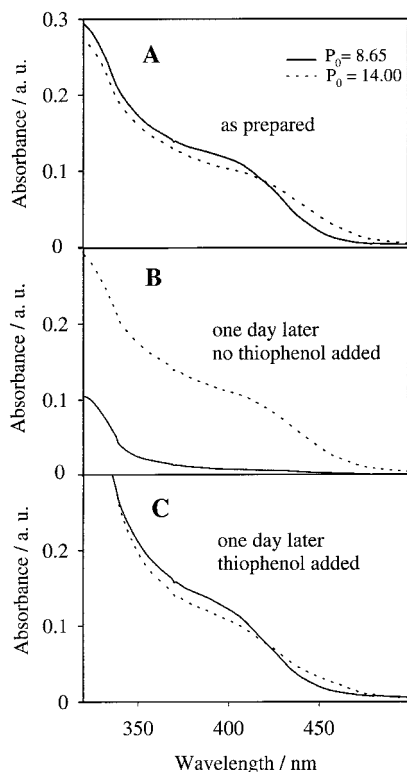 0.3
A
P0 = 8.65
P0 = 14.00
as prepared
0.2
0.1
0
Absorbance / a. u.
B
one day later
no thiophenol added
0.2
0.1
0
Absorbance / a. u.
C
one day later
thiophenol added
0.2
0.1
0
Absorbance / a. u.
350 400 450
Wavelength / nm